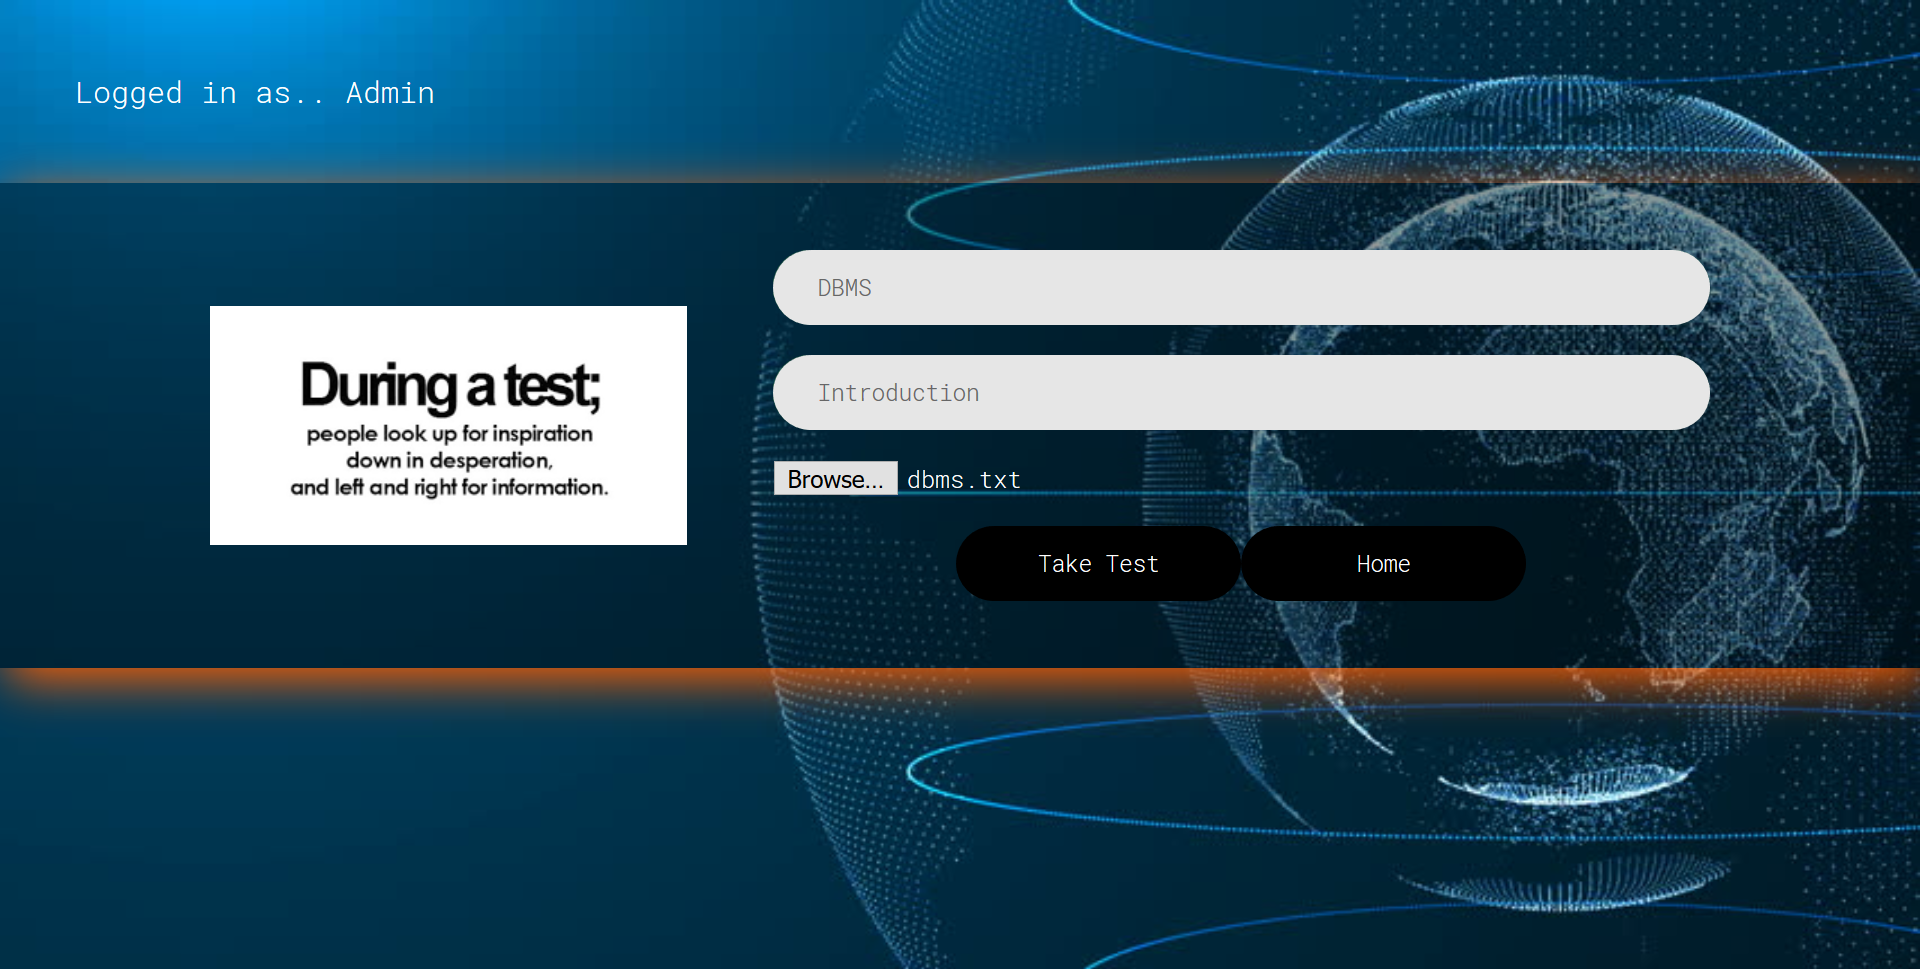 Logged in as.. Admin
DBMS
During a test;
people look up for inspiration
down in desperation,
and left and right for information.
Introduction
Browse... dbms.txt
Take Test
Home